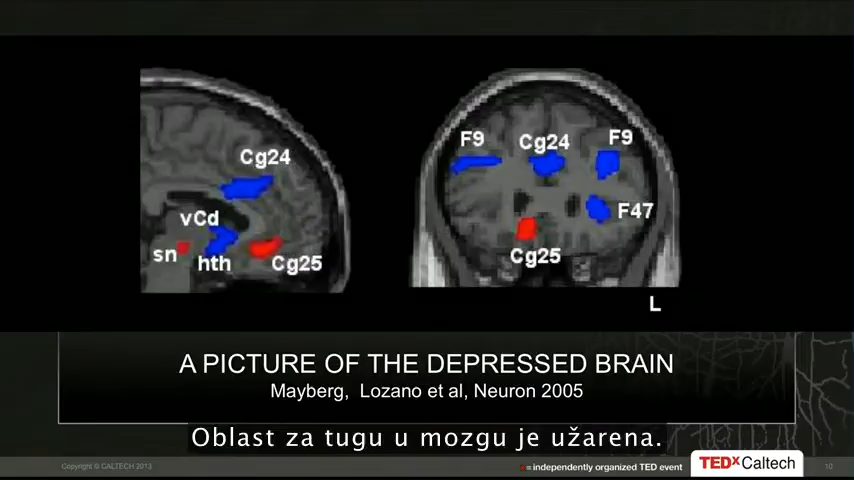 Cg24
vCd
sn
hth
Cg25
F9
Cg24
F9
F47
Cg25
L
A PICTURE OF THE DEPRESSED BRAIN
Mayberg, Lozano et al, Neuron 2005
Oblast za tugu u mozgu je užarena.
Copyright © CALTECH 2013
x = independently organized TED event
TEDxCaltech
10